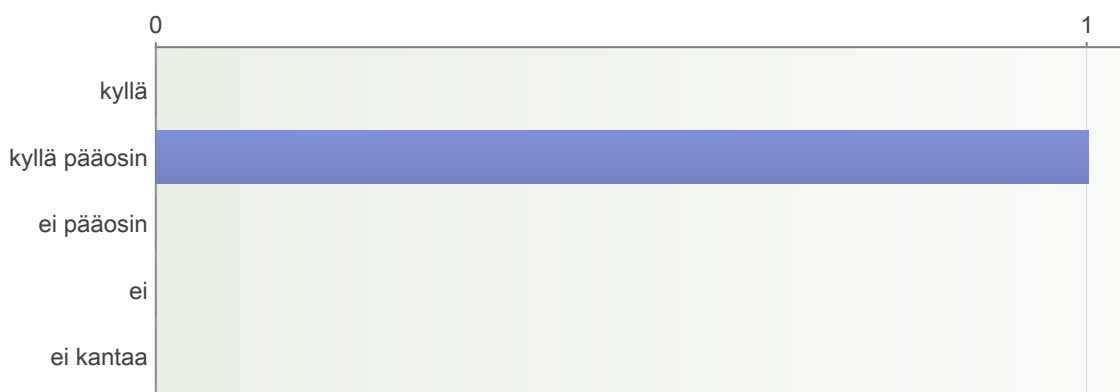 0 1
kyllä
kyllä pääosin
ei pääosin
ei
ei kantaa